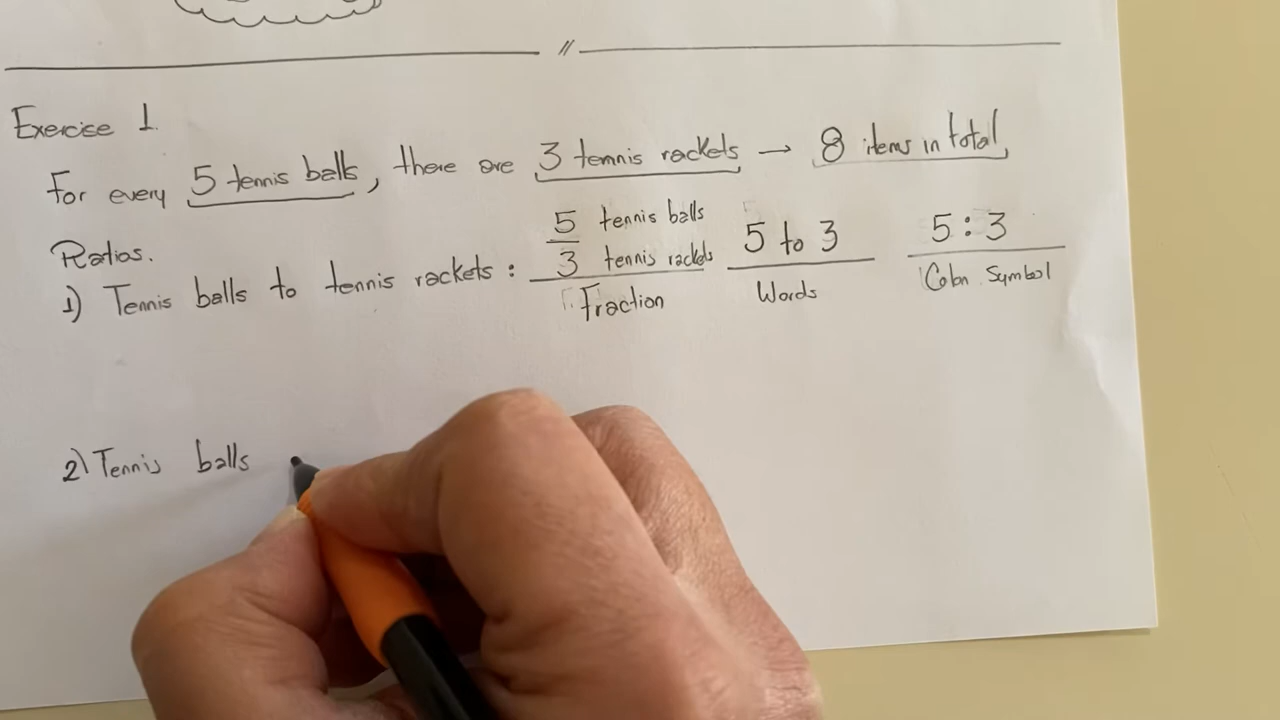 Exercise 1.
For every 5 tennis balls, there are 3 tennis rackets → 8 items in total
Ratios.
1) Tennis balls to tennis rackets : 5 tennis balls / 3 tennis rackets 5 to 3 5 : 3
Fraction Words Colon Symbol
2) Tennis balls